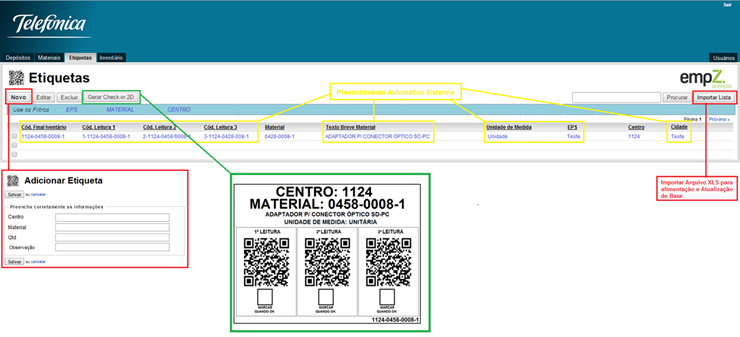 Sair
Telefónica
Depósitos Materiais Etiquetas Inventário Usuários
Etiquetas
empZ.
Novo Editar Excluir Gerar Check-in 2D Procurar Importar Lista
Preenchimento Automático Sistema
Use os Filtros EPS MATERIAL CENTRO
Página 1 Próxima »
Cód. Final Inventário Cód. Leitura 1 Cód. Leitura 2 Cód. Leitura 3 Material Texto Breve Material Unidade de Medida EPS Centro Cidade
1124-0458-0008-1 1-1124-0458-0008-1 2-1124-0458-0008-1 3-1124-0428-008-1 0428-0008-1 ADAPTADOR P/ CONECTOR ÓPTICO SC-PC Unidade Teste 1124 Teste
Adicionar Etiqueta
Salvar ou cancelar
Preencha corretamente as informações
Centro
Material
Qtd
Observação
Salvar ou cancelar
CENTRO: 1124
MATERIAL: 0458-0008-1
ADAPTADOR P/ CONECTOR ÓPTICO SD-PC
UNIDADE DE MEDIDA: UNITÁRIA
1ª LEITURA 2ª LEITURA 3ª LEITURA
MARCAR MARCAR MARCAR
QUANDO OK QUANDO OK QUANDO OK
1124-0458-0008-1
Importar Arquivo XLS para
alimentação e Atualização
de Base